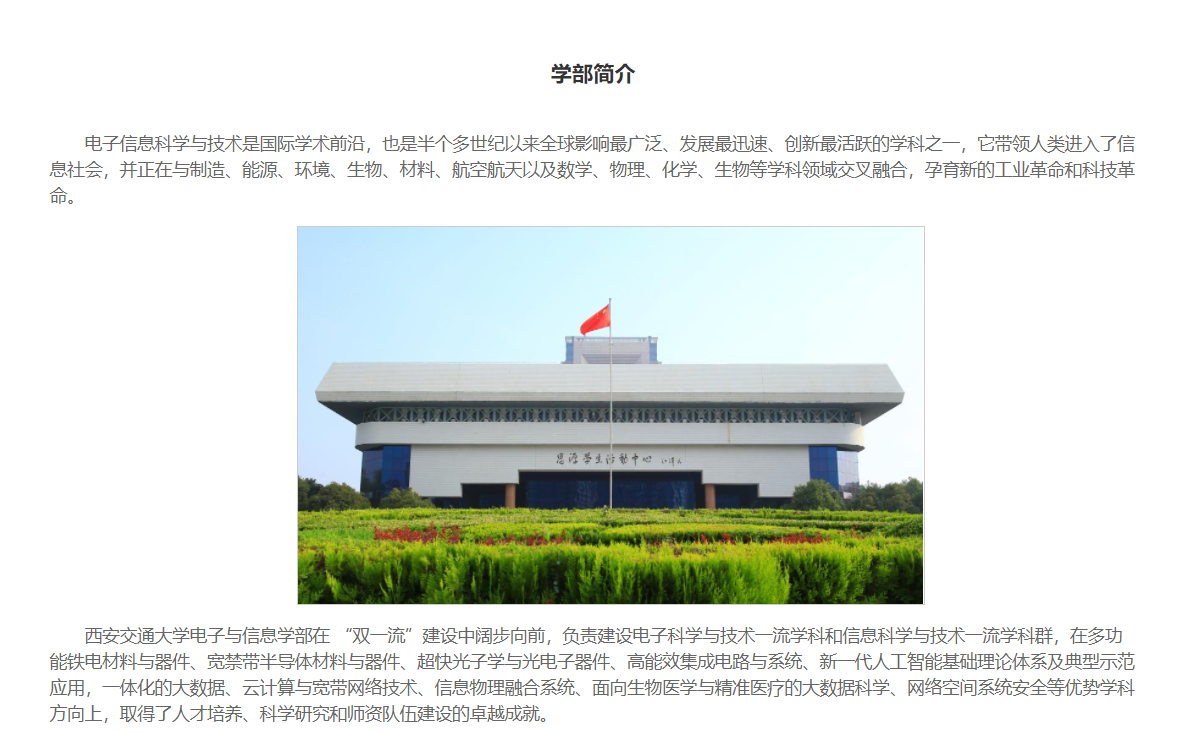 学部简介
电子信息科学与技术是国际学术前沿，也是半个多世纪以来全球影响最广泛、发展最迅速、创新最活跃的学科之一，它带领人类进入了信
息社会，并正在与制造、能源、环境、生物、材料、航空航天以及数学、物理、化学、生物等学科领域交叉融合，孕育新的工业革命和科技革
命。
思源学生活动中心 江泽民
西安交通大学电子与信息学部在 “双一流”建设中阔步向前，负责建设电子科学与技术一流学科和信息科学与技术一流学科群，在多功
能铁电材料与器件、宽禁带半导体材料与器件、超快光子学与光电子器件、高能效集成电路与系统、新一代人工智能基础理论体系及典型示范
应用，一体化的大数据、云计算与宽带网络技术、信息物理融合系统、面向生物医学与精准医疗的大数据科学、网络空间系统安全等优势学科
方向上，取得了人才培养、科学研究和师资队伍建设的卓越成就。